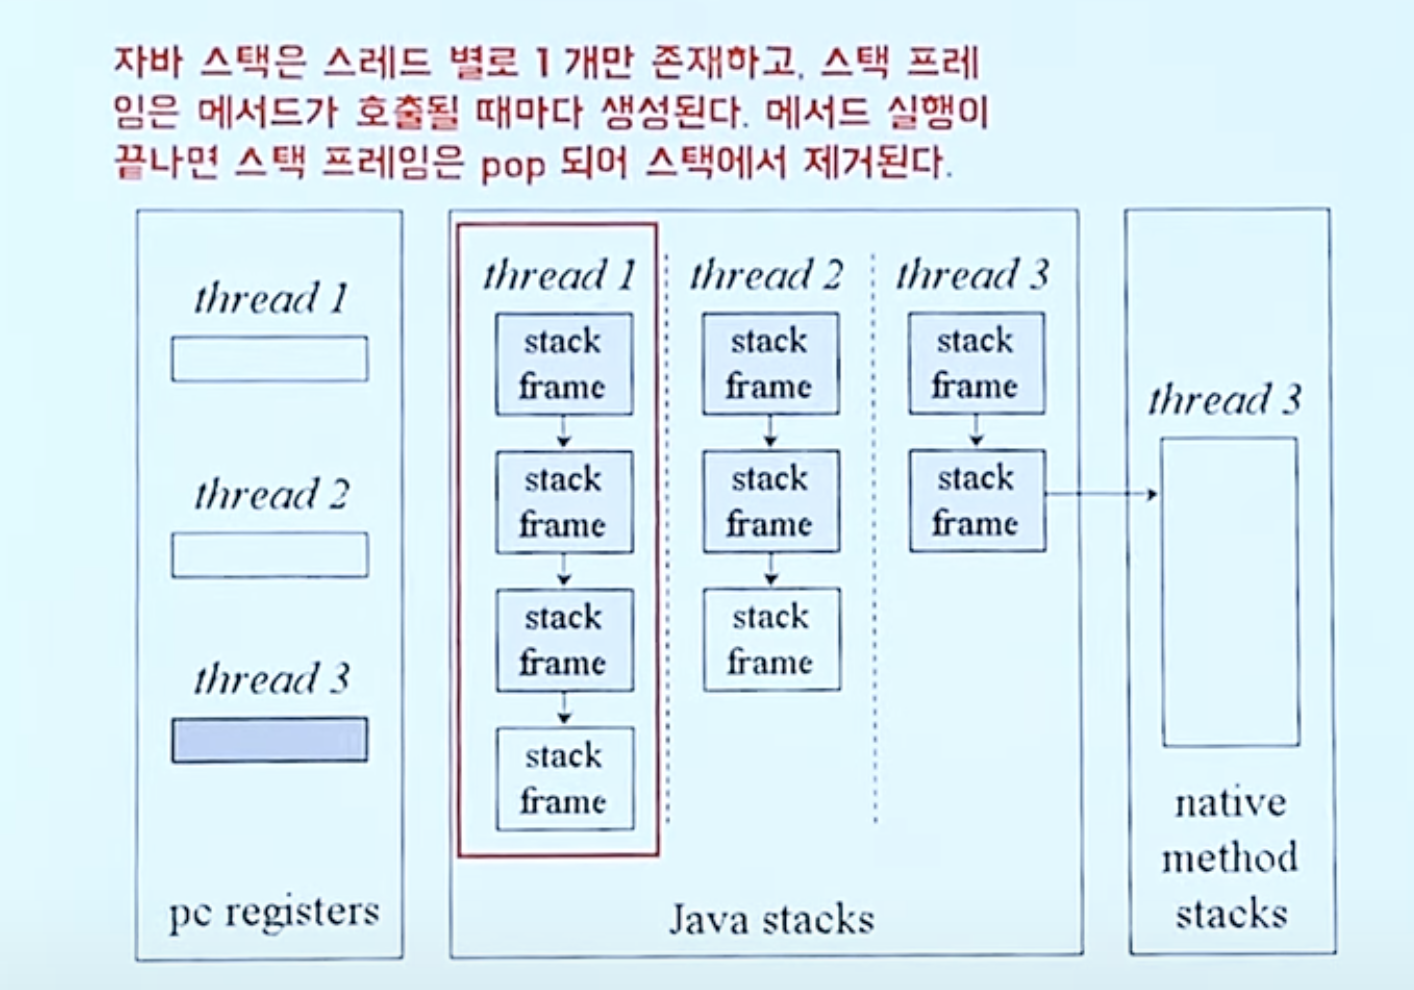 자바 스택은 스레드 별로 1개만 존재하고, 스택 프레
임은 메서드가 호출될 때마다 생성된다. 메서드 실행이
끝나면 스택 프레임은 pop 되어 스택에서 제거된다.
thread 1
thread 2
thread 3
pc registers
thread 1
stack
frame
stack
frame
stack
frame
stack
frame
thread 2
stack
frame
stack
frame
stack
frame
thread 3
stack
frame
stack
frame
Java stacks
thread 3
native
method
stacks